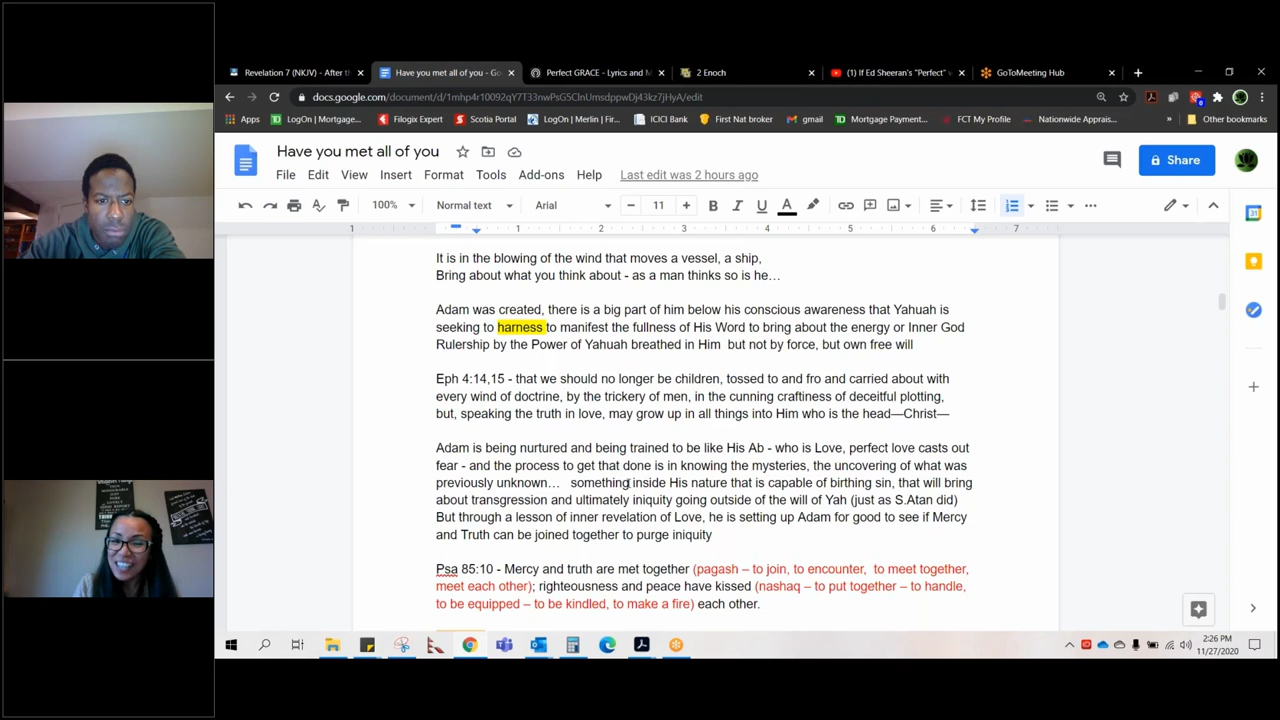 Revelation 7 (NKJV) - After th
Have you met all of you - Go
Perfect GRACE - Lyrics and M
2 Enoch
(1) If Ed Sheeran's "Perfect" v
GoToMeeting Hub
docs.google.com/document/d/1mhp4r10092qY7T33nwPsG5ClnUmsdppwDj43kz7jHyA/edit
Apps
LogOn | Mortgage...
Filogix Expert
Scotia Portal
LogOn | Merlin | Fir...
ICICI Bank
First Nat broker
gmail
Mortgage Payment...
FCT My Profile
Nationwide Apprais...
»
Other bookmarks
Have you met all of you
Share
File Edit View Insert Format Tools Add-ons Help Last edit was 2 hours ago
100% Normal text Arial 11 B I U A
1 1 2 3 4 5 6 7
It is in the blowing of the wind that moves a vessel, a ship,
Bring about what you think about - as a man thinks so is he…
Adam was created, there is a big part of him below his conscious awareness that Yahuah is
seeking to harness to manifest the fullness of His Word to bring about the energy or Inner God
Rulership by the Power of Yahuah breathed in Him but not by force, but own free will
Eph 4:14,15 - that we should no longer be children, tossed to and fro and carried about with
every wind of doctrine, by the trickery of men, in the cunning craftiness of deceitful plotting,
but, speaking the truth in love, may grow up in all things into Him who is the head—Christ—
Adam is being nurtured and being trained to be like His Ab - who is Love, perfect love casts out
fear - and the process to get that done is in knowing the mysteries, the uncovering of what was
previously unknown… something inside His nature that is capable of birthing sin, that will bring
about transgression and ultimately iniquity going outside of the will of Yah (just as S.Atan did)
But through a lesson of inner revelation of Love, he is setting up Adam for good to see if Mercy
and Truth can be joined together to purge iniquity
Psa 85:10 - Mercy and truth are met together (pagash – to join, to encounter, to meet together,
meet each other); righteousness and peace have kissed (nashaq – to put together – to handle,
to be equipped – to be kindled, to make a fire) each other.
2:26 PM
11/27/2020